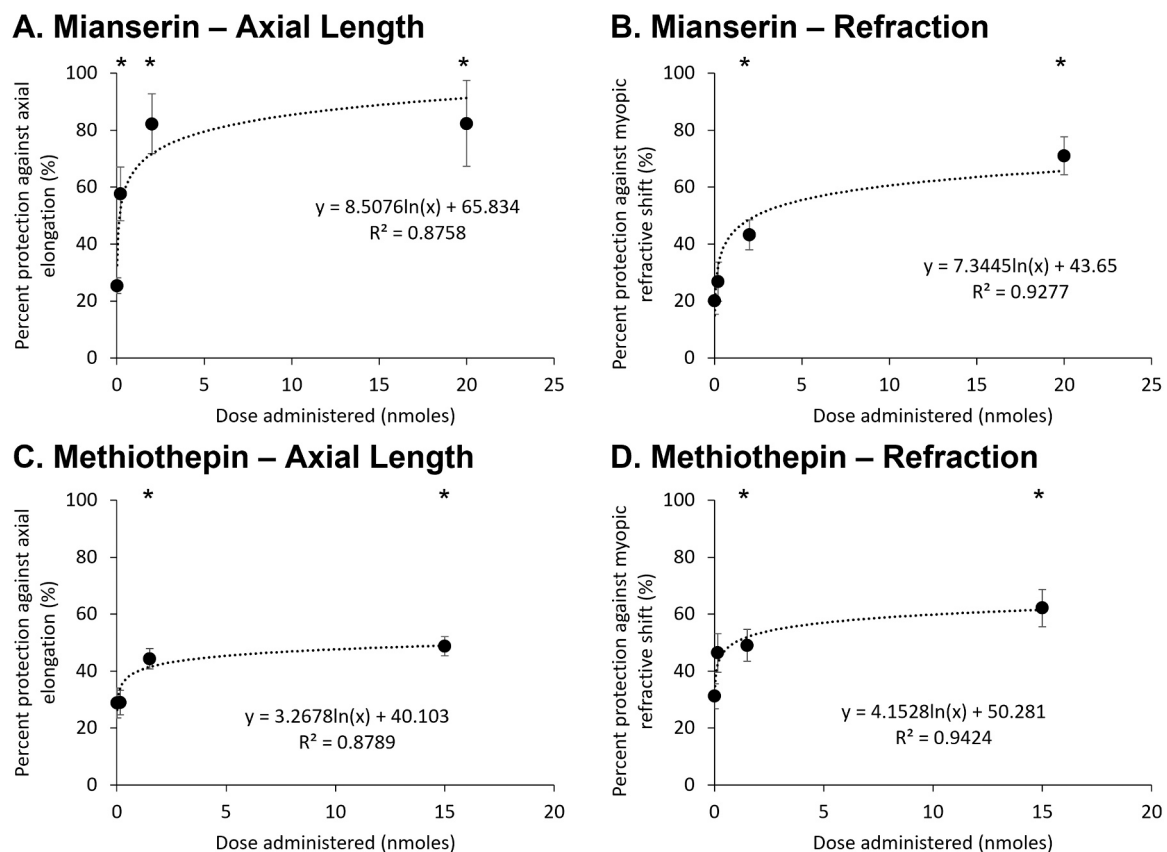 A. Mianserin – Axial Length
* * *
Percent protection against axial
elongation (%)
100
80
60
40
20
0
y = 8.5076ln(x) + 65.834
R² = 0.8758
0 5 10 15 20 25
Dose administered (nmoles)
B. Mianserin – Refraction
* *
Percent protection against myopic
refractive shift (%)
100
80
60
40
20
0
y = 7.3445ln(x) + 43.65
R² = 0.9277
0 5 10 15 20 25
Dose administered (nmoles)
C. Methiothepin – Axial Length
* *
Percent protection against axial
elongation (%)
100
80
60
40
20
0
y = 3.2678ln(x) + 40.103
R² = 0.8789
0 5 10 15 20
Dose administered (nmoles)
D. Methiothepin – Refraction
* *
Percent protection against myopic
refractive shift (%)
100
80
60
40
20
0
y = 4.1528ln(x) + 50.281
R² = 0.9424
0 5 10 15 20
Dose administered (nmoles)